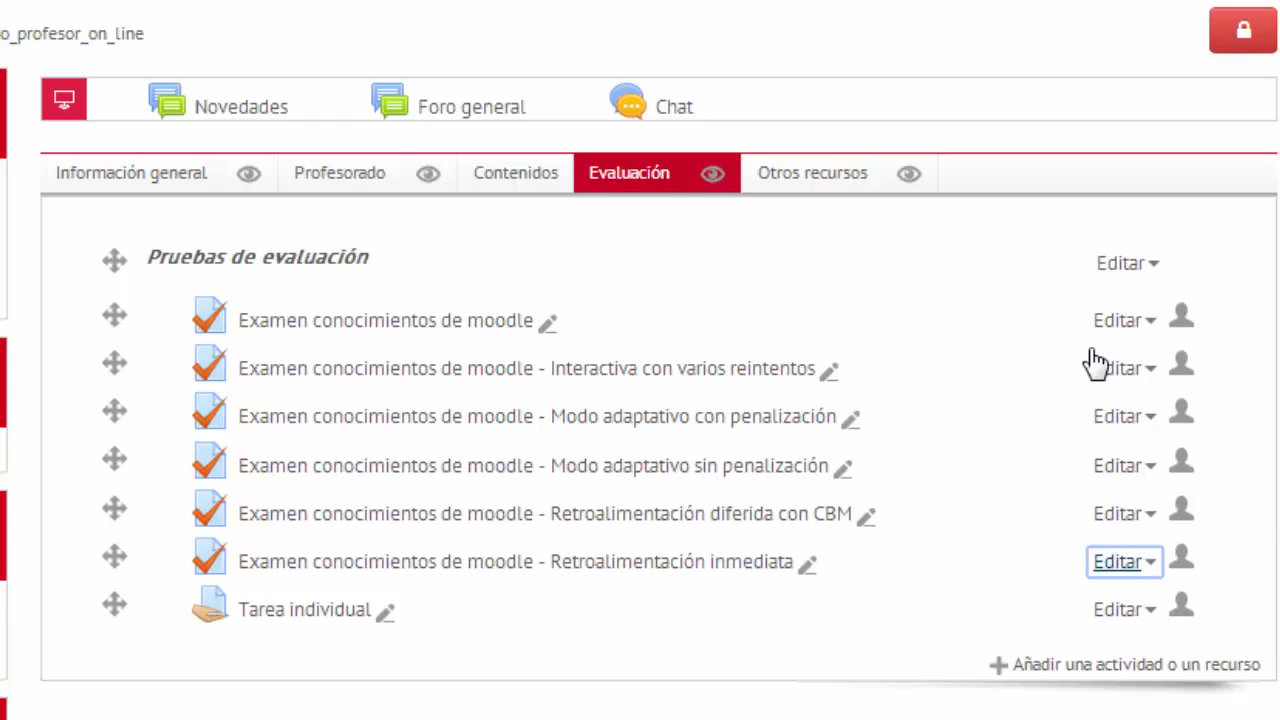 o_profesor_on_line
Novedades Foro general Chat
Información general Profesorado Contenidos Evaluación Otros recursos
Pruebas de evaluación Editar
Examen conocimientos de moodle Editar
Examen conocimientos de moodle - Interactiva con varios reintentos Editar
Examen conocimientos de moodle - Modo adaptativo con penalización Editar
Examen conocimientos de moodle - Modo adaptativo sin penalización Editar
Examen conocimientos de moodle - Retroalimentación diferida con CBM Editar
Examen conocimientos de moodle - Retroalimentación inmediata Editar
Tarea individual Editar
Añadir una actividad o un recurso